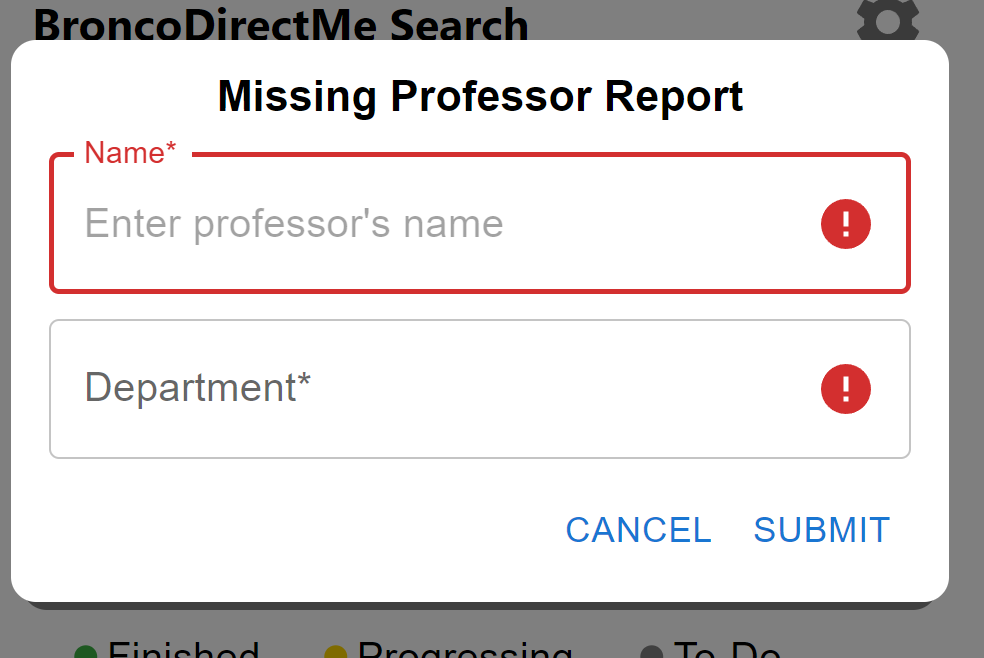 BroncoDirectMe Search
Missing Professor Report
Name*
Enter professor's name
Department*
CANCEL SUBMIT
Finished Progressing To Do